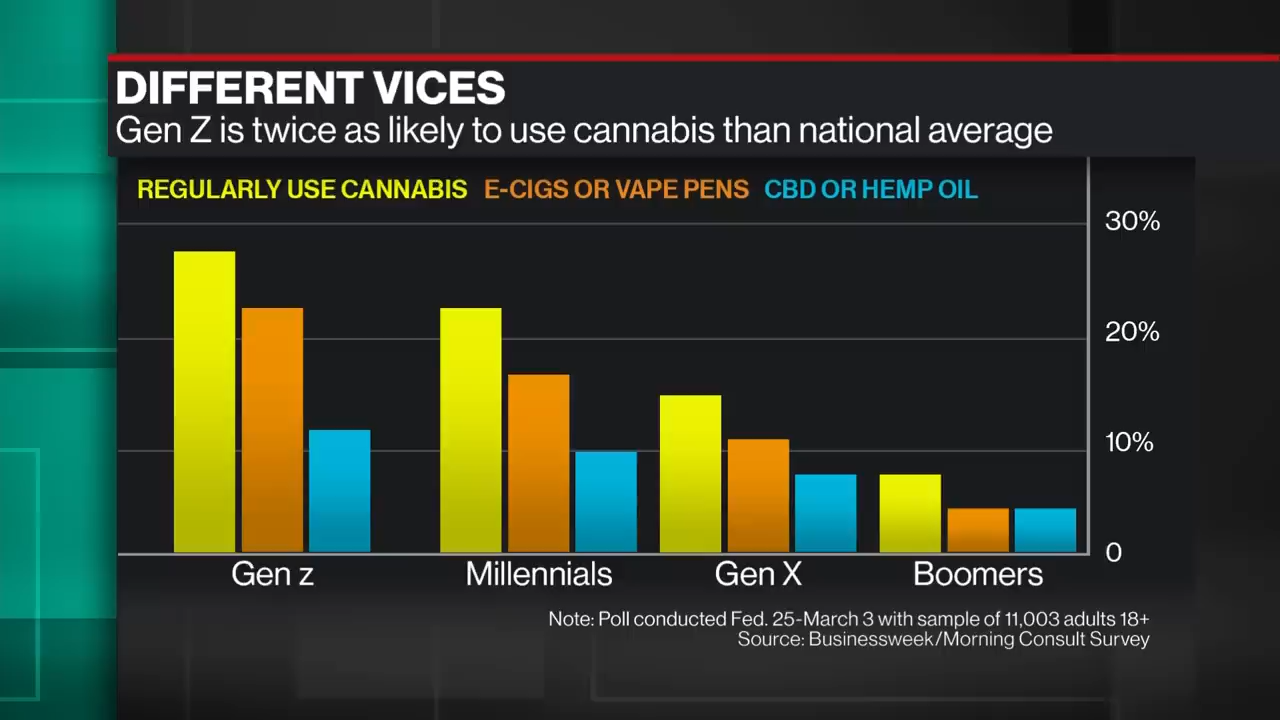 DIFFERENT VICES
Gen Z is twice as likely to use cannabis than national average
REGULARLY USE CANNABIS E-CIGS OR VAPE PENS CBD OR HEMP OIL
30%
20%
10%
0
Gen z Millennials Gen X Boomers
Note: Poll conducted Fed. 25-March 3 with sample of 11,003 adults 18+
Source: Businessweek/Morning Consult Survey